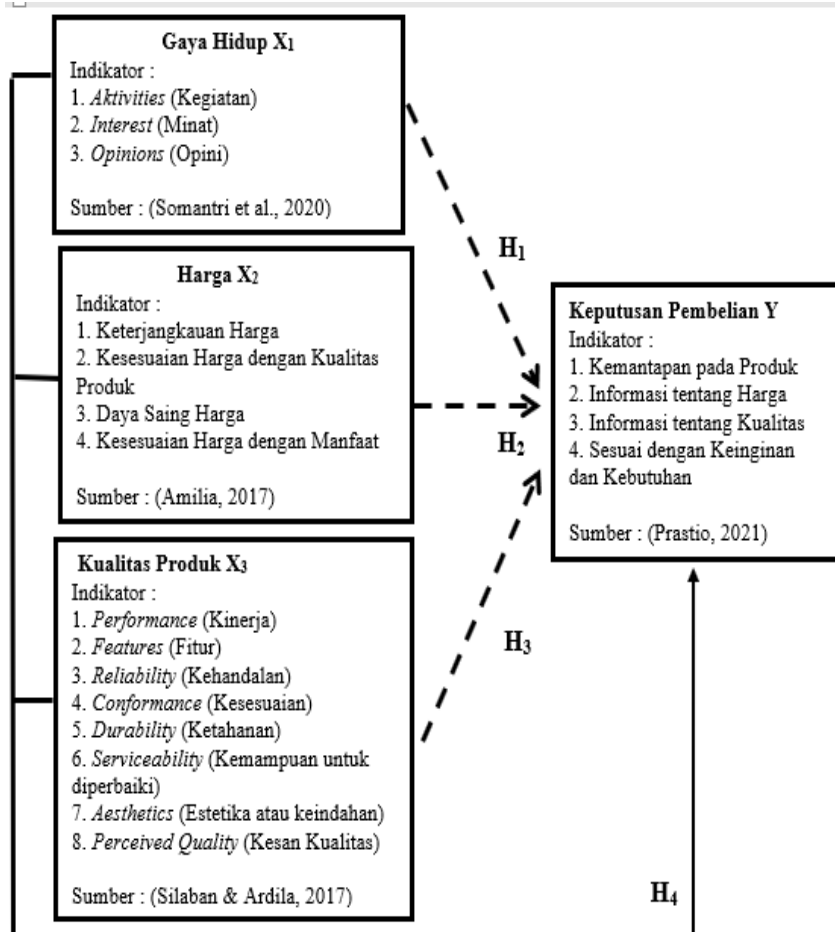 Gaya Hidup X₁
Indikator :
1. Aktivities (Kegiatan)
2. Interest (Minat)
3. Opinions (Opini)
Sumber : (Somantri et al., 2020)
H₁
Harga X₂
Indikator :
1. Keterjangkauan Harga
2. Kesesuaian Harga dengan Kualitas
Produk
3. Daya Saing Harga
4. Kesesuaian Harga dengan Manfaat
Sumber : (Amilia, 2017)
H₂
Kualitas Produk X₃
Indikator :
1. Performance (Kinerja)
2. Features (Fitur)
3. Reliability (Kehandalan)
4. Conformance (Kesesuaian)
5. Durability (Ketahanan)
6. Serviceability (Kemampuan untuk
diperbaiki)
7. Aesthetics (Estetika atau keindahan)
8. Perceived Quality (Kesan Kualitas)
Sumber : (Silaban & Ardila, 2017)
H₃
Keputusan Pembelian Y
Indikator :
1. Kemantapan pada Produk
2. Informasi tentang Harga
3. Informasi tentang Kualitas
4. Sesuai dengan Keinginan
dan Kebutuhan
Sumber : (Prastio, 2021)
H₄